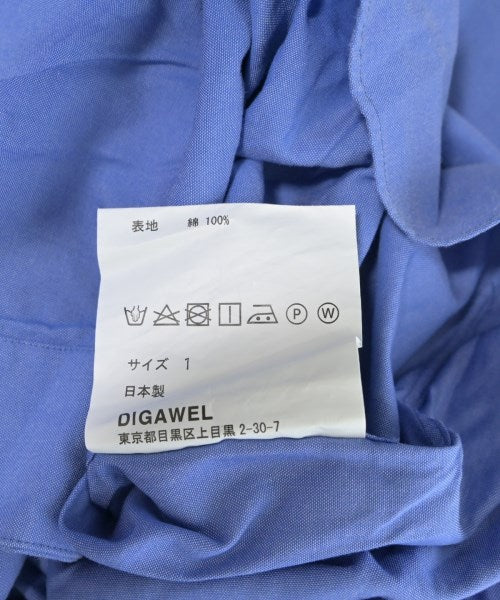 表地 綿 100%
P W
サイズ 1
日本製
DIGAWEL
東京都目黒区上目黒 2-30-7